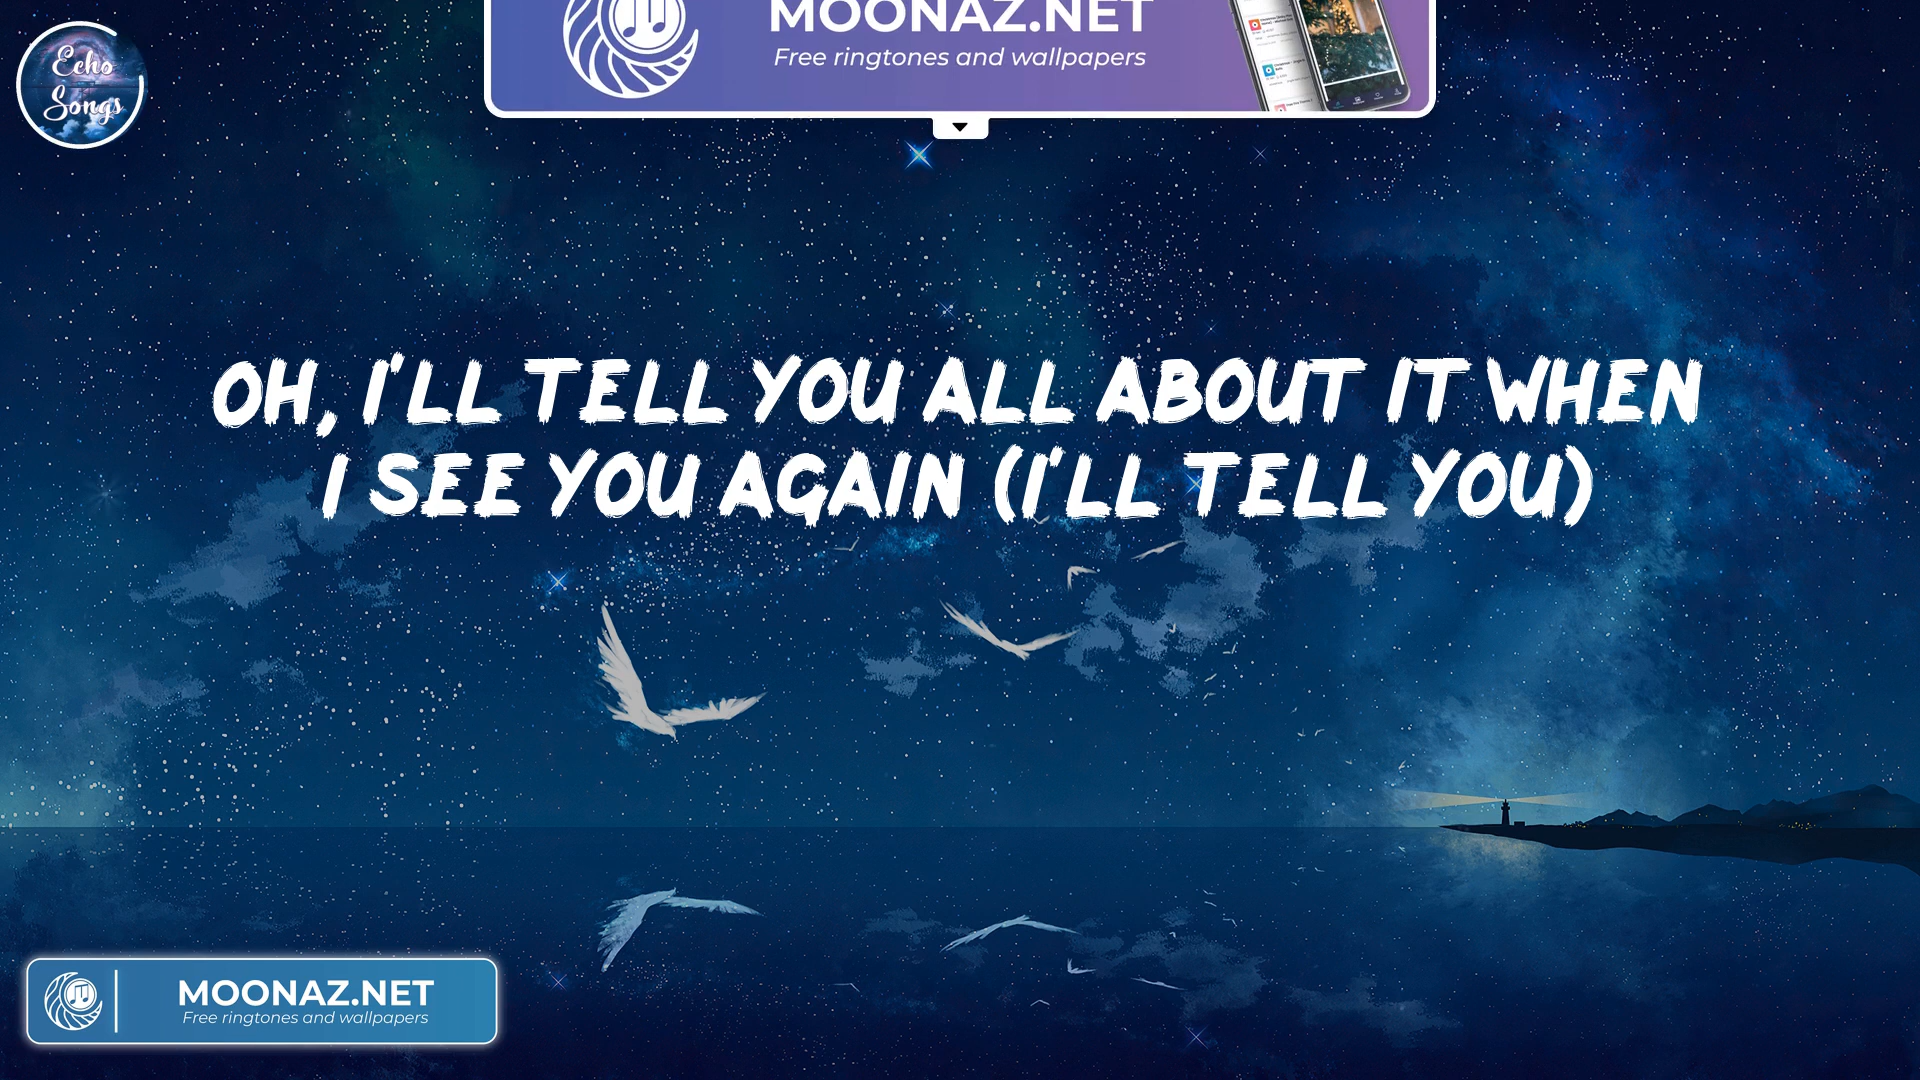 Echo
Songs
MOONAZ.NET
Free ringtones and wallpapers
OH, I'LL TELL YOU ALL ABOUT IT WHEN
I SEE YOU AGAIN (I'LL TELL YOU)
MOONAZ.NET
Free ringtones and wallpapers